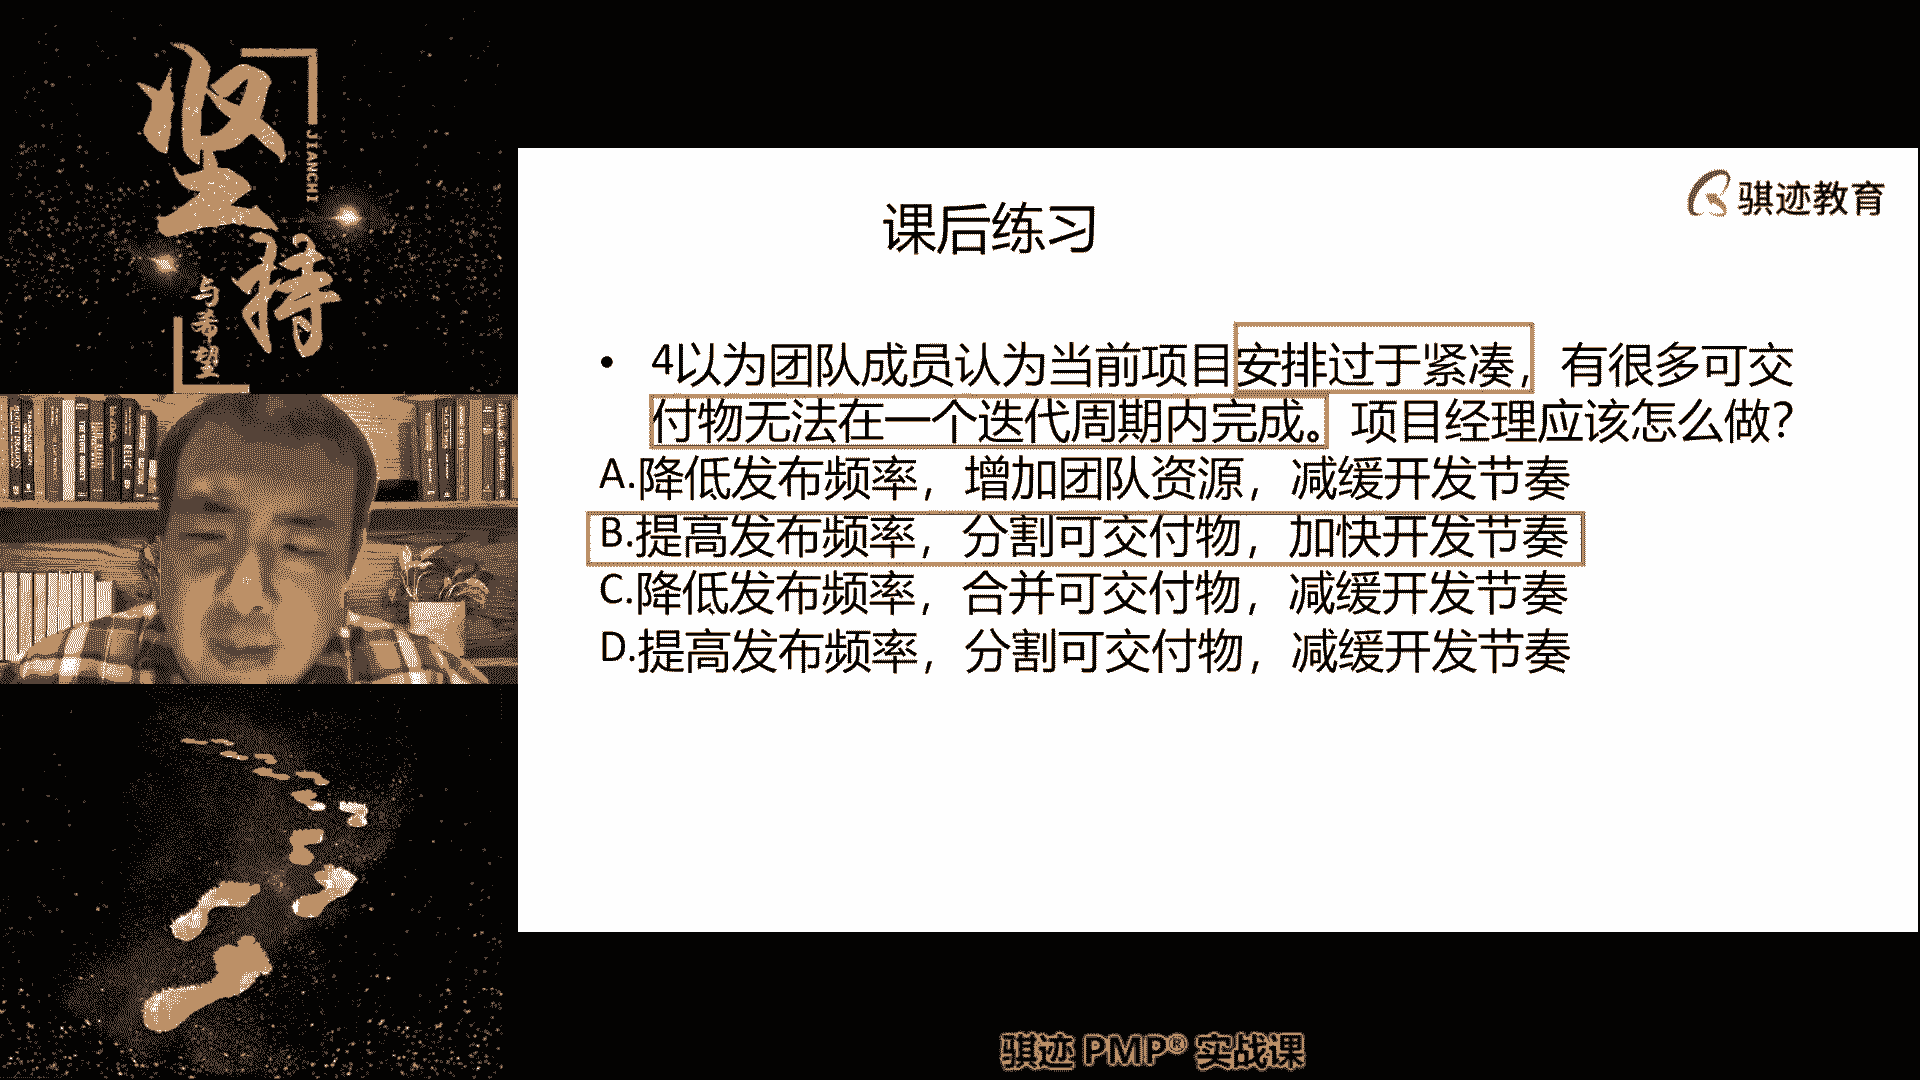 坚持
JIANCHI
与希望
骐迹教育
课后练习
• 4以为团队成员认为当前项目安排过于紧凑，有很多可交
付物无法在一个迭代周期内完成。项目经理应该怎么做？
A.降低发布频率，增加团队资源，减缓开发节奏
B.提高发布频率，分割可交付物，加快开发节奏
C.降低发布频率，合并可交付物，减缓开发节奏
D.提高发布频率，分割可交付物，减缓开发节奏
骐迹 PMP® 实战课